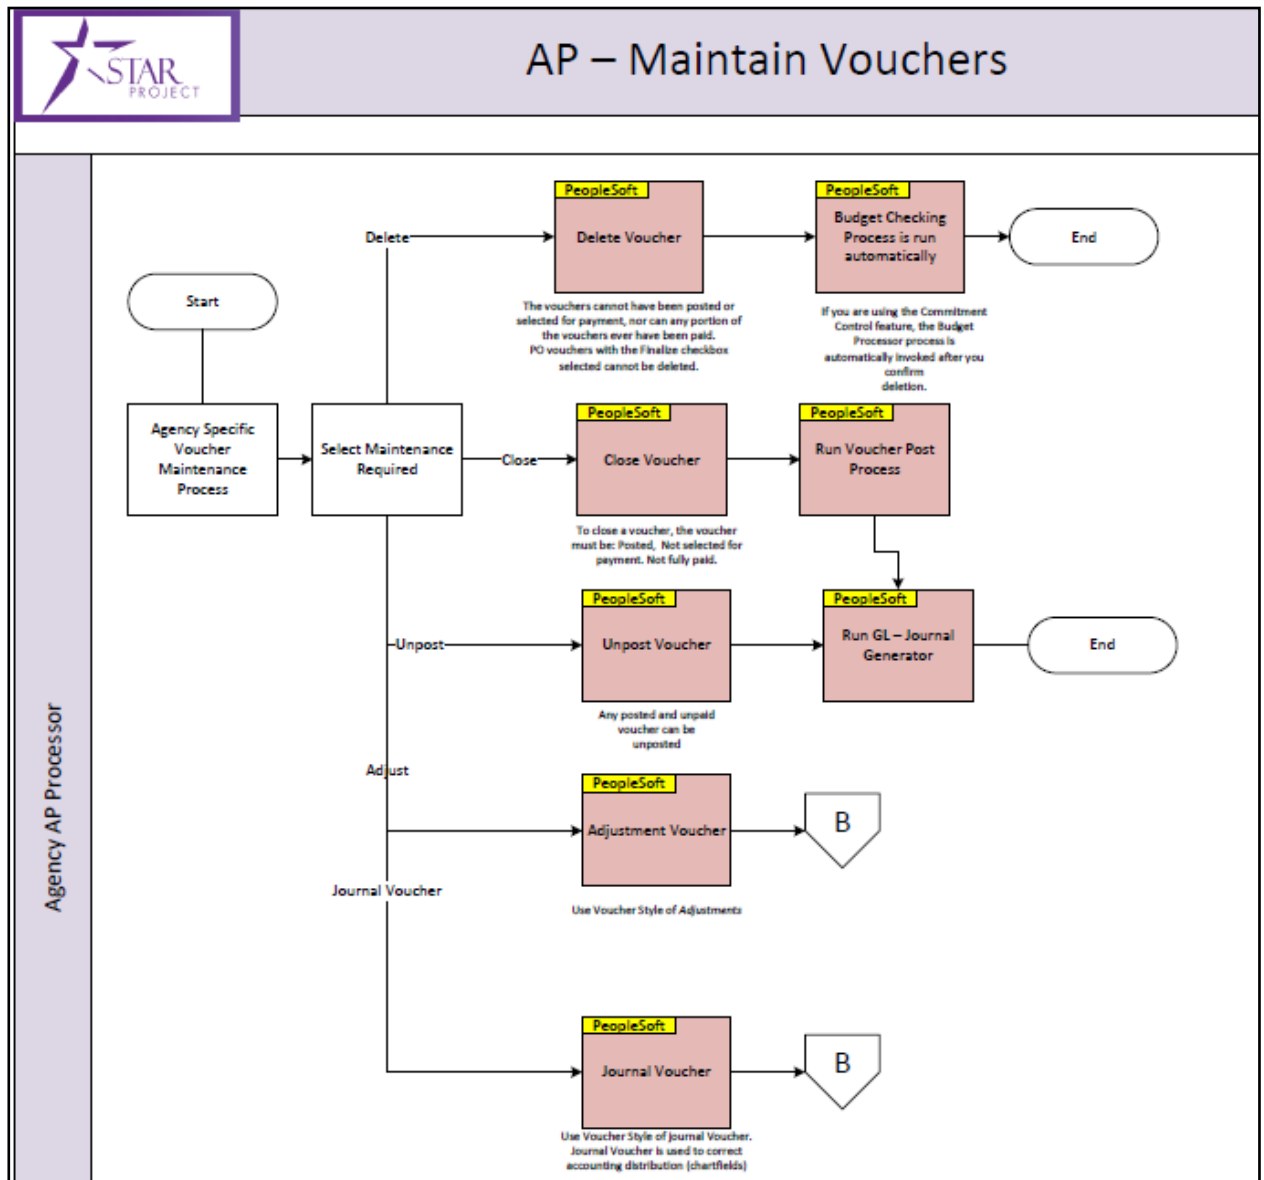 STAR
PROJECT
AP – Maintain Vouchers
Agency AP Processor
Start
Agency Specific
Voucher
Maintenance
Process
Select Maintenance
Required
Delete
PeopleSoft
Delete Voucher
The vouchers cannot have been posted or
selected for payment, nor can any portion of
the vouchers ever have been paid.
PO vouchers with the Finalize checkbox
selected cannot be deleted.
PeopleSoft
Budget Checking
Process is run
automatically
If you are using the Commitment
Control feature, the Budget
Processor process is
automatically invoked after you
confirm
deletion.
End
Close
PeopleSoft
Close Voucher
To close a voucher, the voucher
must be: Posted, Not selected for
payment. Not fully paid.
PeopleSoft
Run Voucher Post
Process
Unpost
PeopleSoft
Unpost Voucher
Any posted and unpaid
voucher can be
unposted
PeopleSoft
Run GL – Journal
Generator
End
Adjust
PeopleSoft
Adjustment Voucher
Use Voucher Style of Adjustments
B
Journal Voucher
PeopleSoft
Journal Voucher
Use Voucher Style of Journal Voucher.
Journal Voucher is used to correct
accounting distribution (chartfields)
B